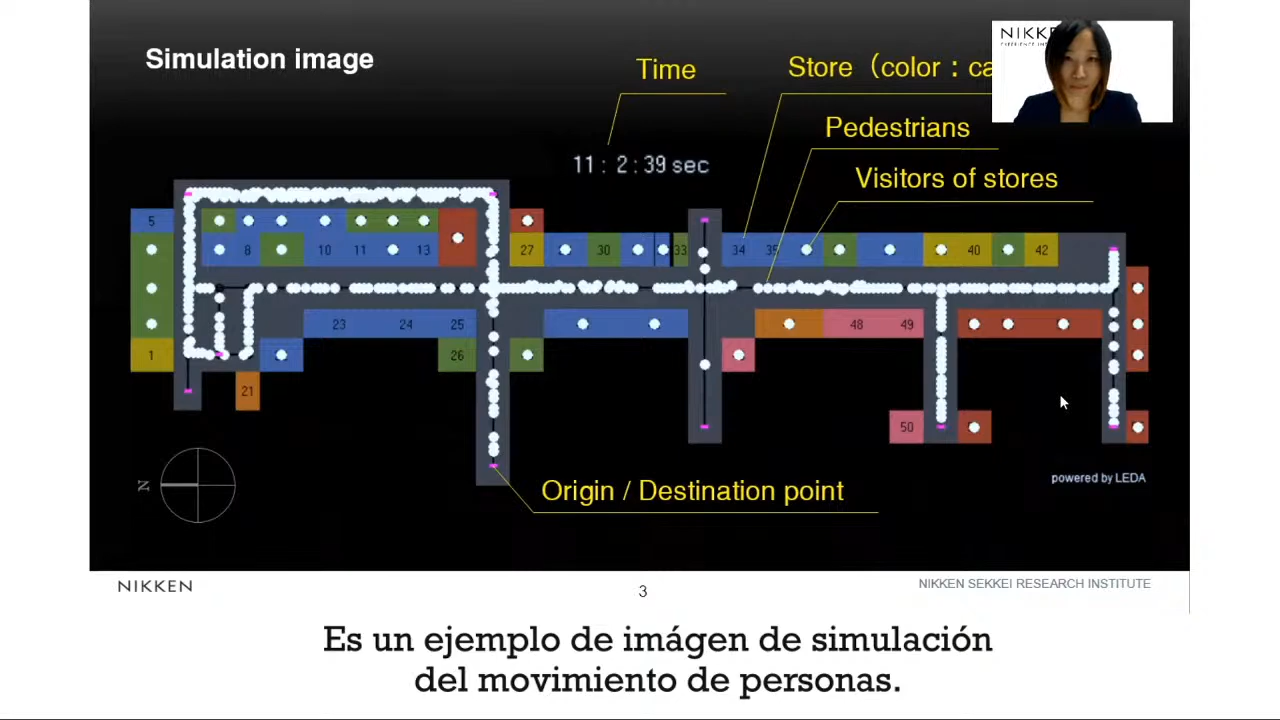 Simulation image
Time
Store（color：ca
NIKKE
Pedestrians
11 : 2 : 39 sec
Visitors of stores
5
8 10 11 13
27 30 33 34 35 40 42
23 24 25
48 49
1
26
21
50
N
powered by LEDA
Origin / Destination point
NIKKEN
3
NIKKEN SEKKEI RESEARCH INSTITUTE
Es un ejemplo de imágen de simulación
del movimiento de personas.